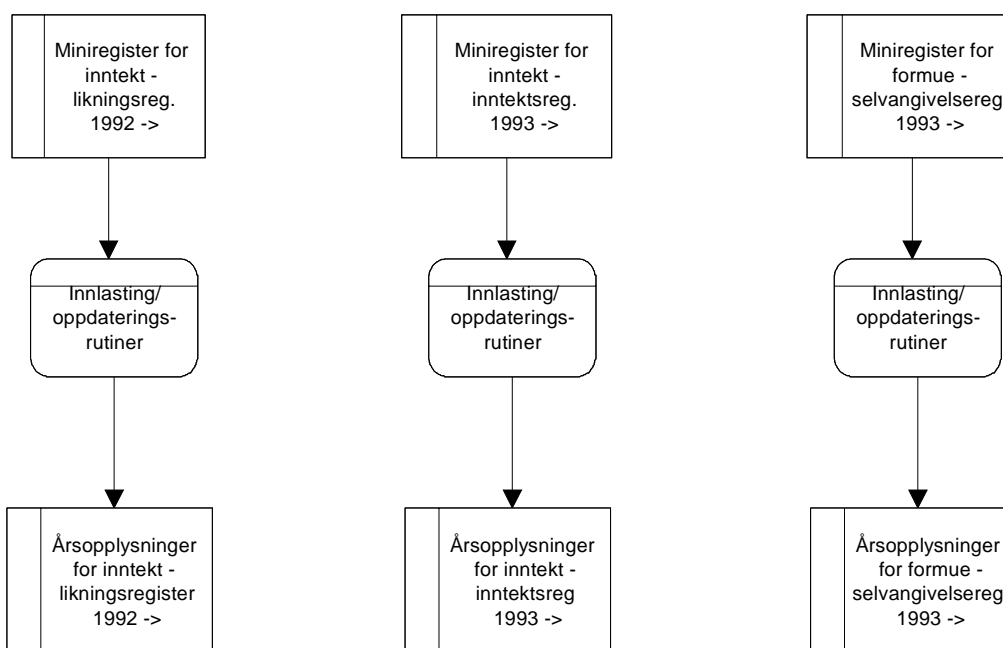 Miniregister for
inntekt -
likningsreg.
1992 ->
Miniregister for
inntekt -
inntektsreg.
1993 ->
Miniregister for
formue -
selvangivelsereg
1993 ->
Innlasting/
oppdaterings-
rutiner
Innlasting/
oppdaterings-
rutiner
Innlasting/
oppdaterings-
rutiner
Årsopplysninger
for inntekt -
likningsregister
1992 ->
Årsopplysninger
for inntekt -
inntektsreg
1993 ->
Årsopplysninger
for formue -
selvangivelsereg
1993 ->